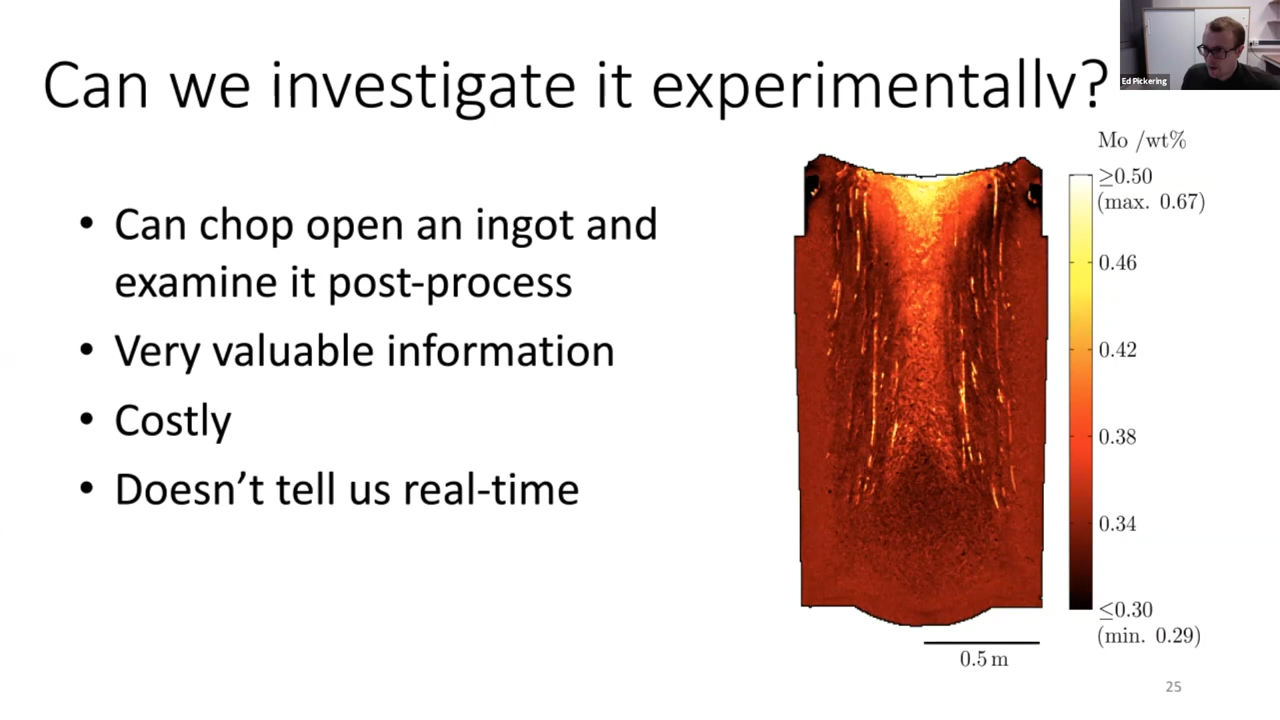 Can we investigate it experimentally?
Ed Pickering
• Can chop open an ingot and
examine it post-process
• Very valuable information
• Costly
• Doesn’t tell us real-time
Mo /wt%
≥0.50
(max. 0.67)
0.46
0.42
0.38
0.34
≤0.30
(min. 0.29)
0.5 m
25